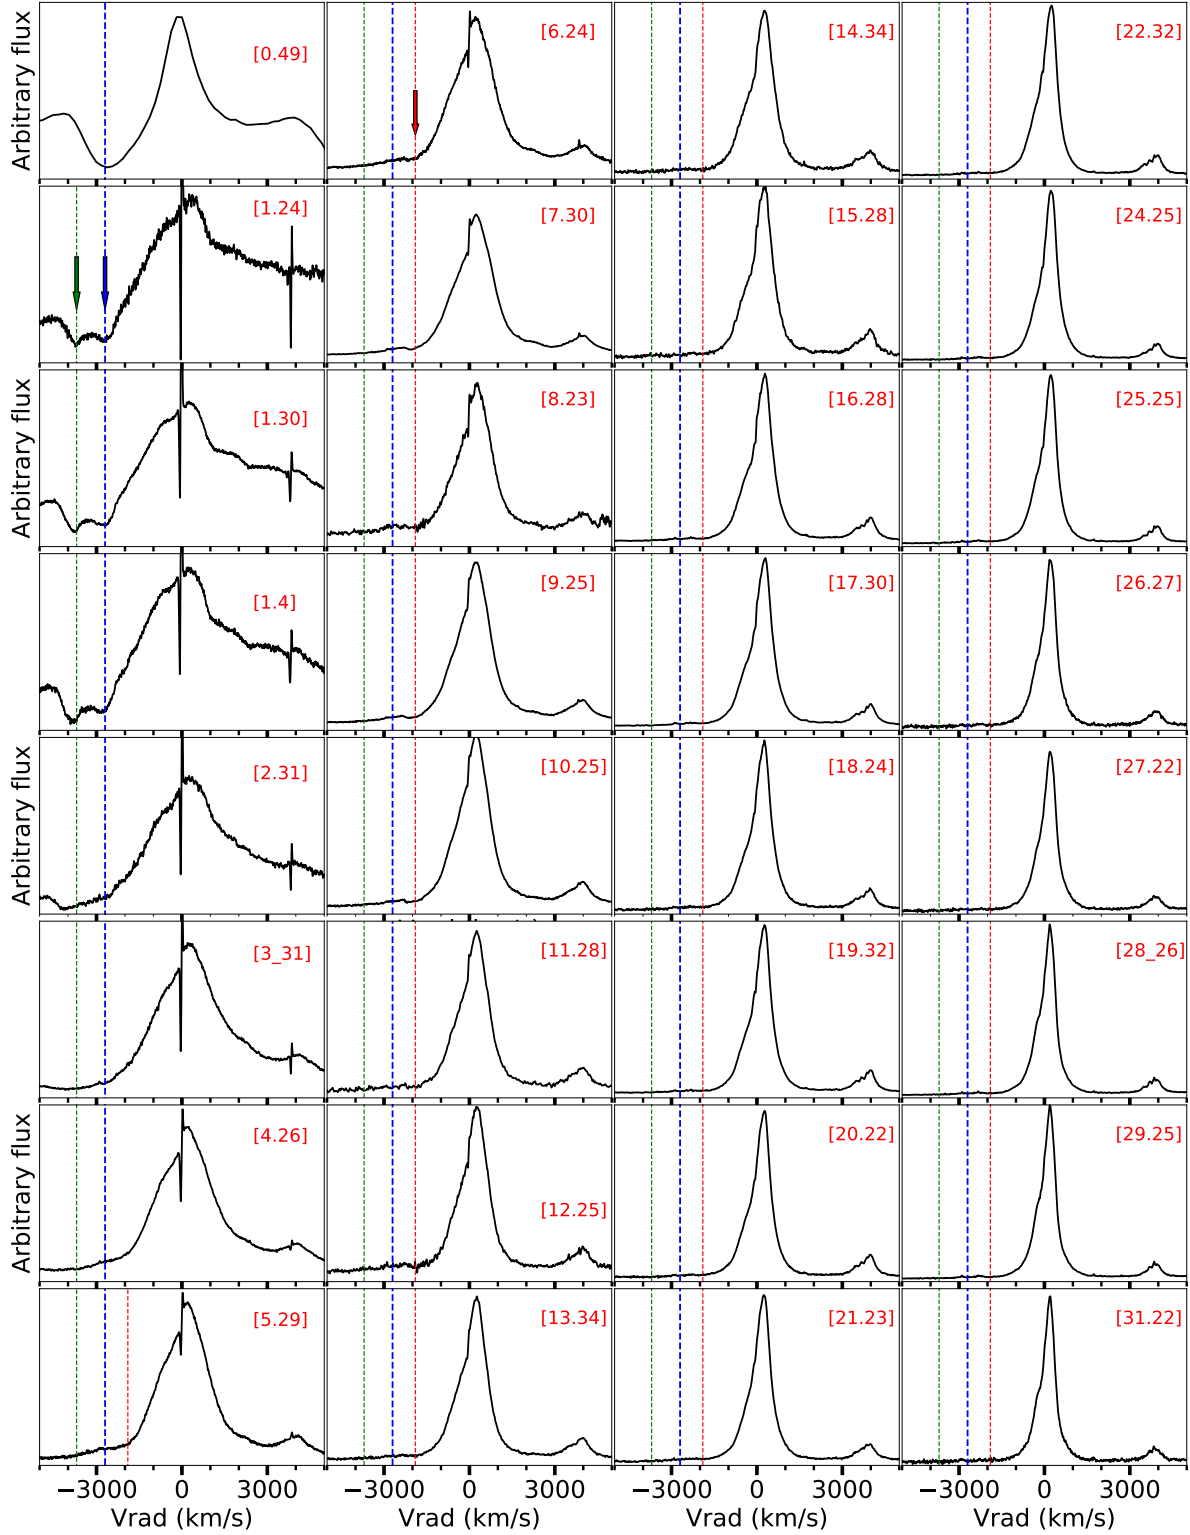 Arbitrary flux [0.49] [6.24] [14.34] [22.32]
[1.24] [7.30] [15.28] [24.25]
Arbitrary flux [1.30] [8.23] [16.28] [25.25]
[1.4] [9.25] [17.30] [26.27]
Arbitrary flux [2.31] [10.25] [18.24] [27.22]
[3_31] [11.28] [19.32] [28_26]
Arbitrary flux [4.26] [12.25] [20.22] [29.25]
[5.29] [13.34] [21.23] [31.22]
−3000 0 3000 −3000 0 3000 −3000 0 3000 −3000 0 3000
Vrad (km/s) Vrad (km/s) Vrad (km/s) Vrad (km/s)